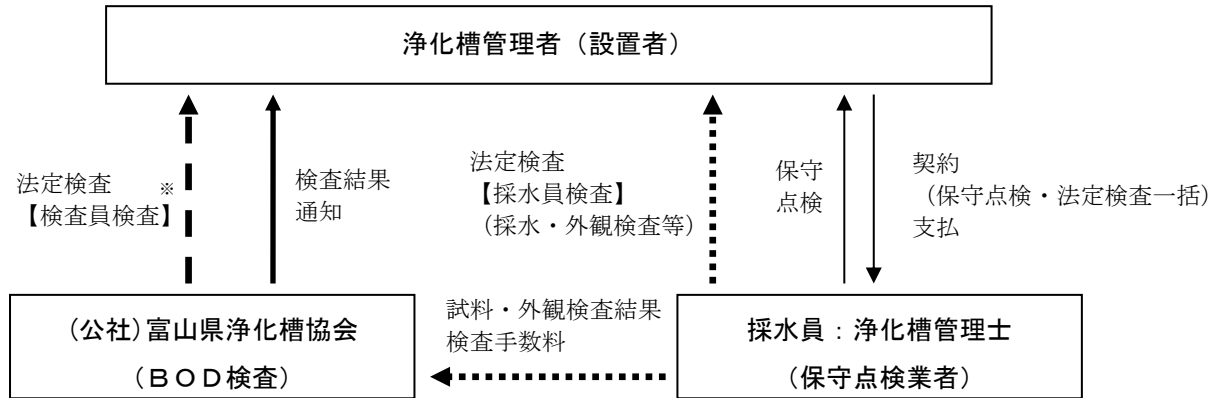 浄化槽管理者（設置者）
法定検査　※
【検査員検査】
検査結果
通知
法定検査
【採水員検査】
(採水・外観検査等)
保守
点検
契約
（保守点検・法定検査一括）
支払
(公社)富山県浄化槽協会
（ＢＯＤ検査）
試料・外観検査結果
検査手数料
採水員：浄化槽管理士
（保守点検業者）